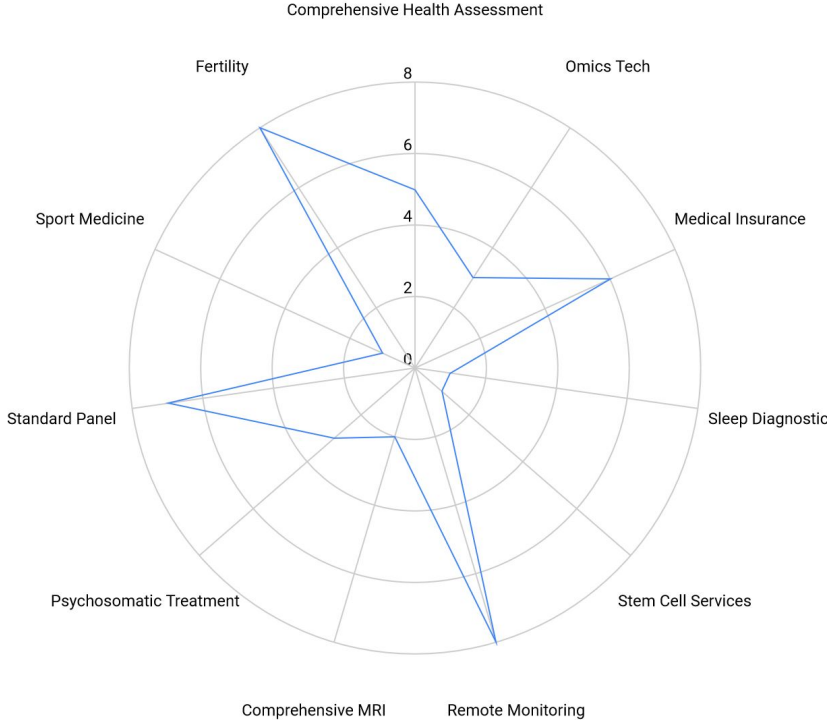 Comprehensive Health Assessment
Fertility
Omics Tech
8
6
Sport Medicine
Medical Insurance
4
2
0
Standard Panel
Sleep Diagnostic
Psychosomatic Treatment
Stem Cell Services
Comprehensive MRI
Remote Monitoring